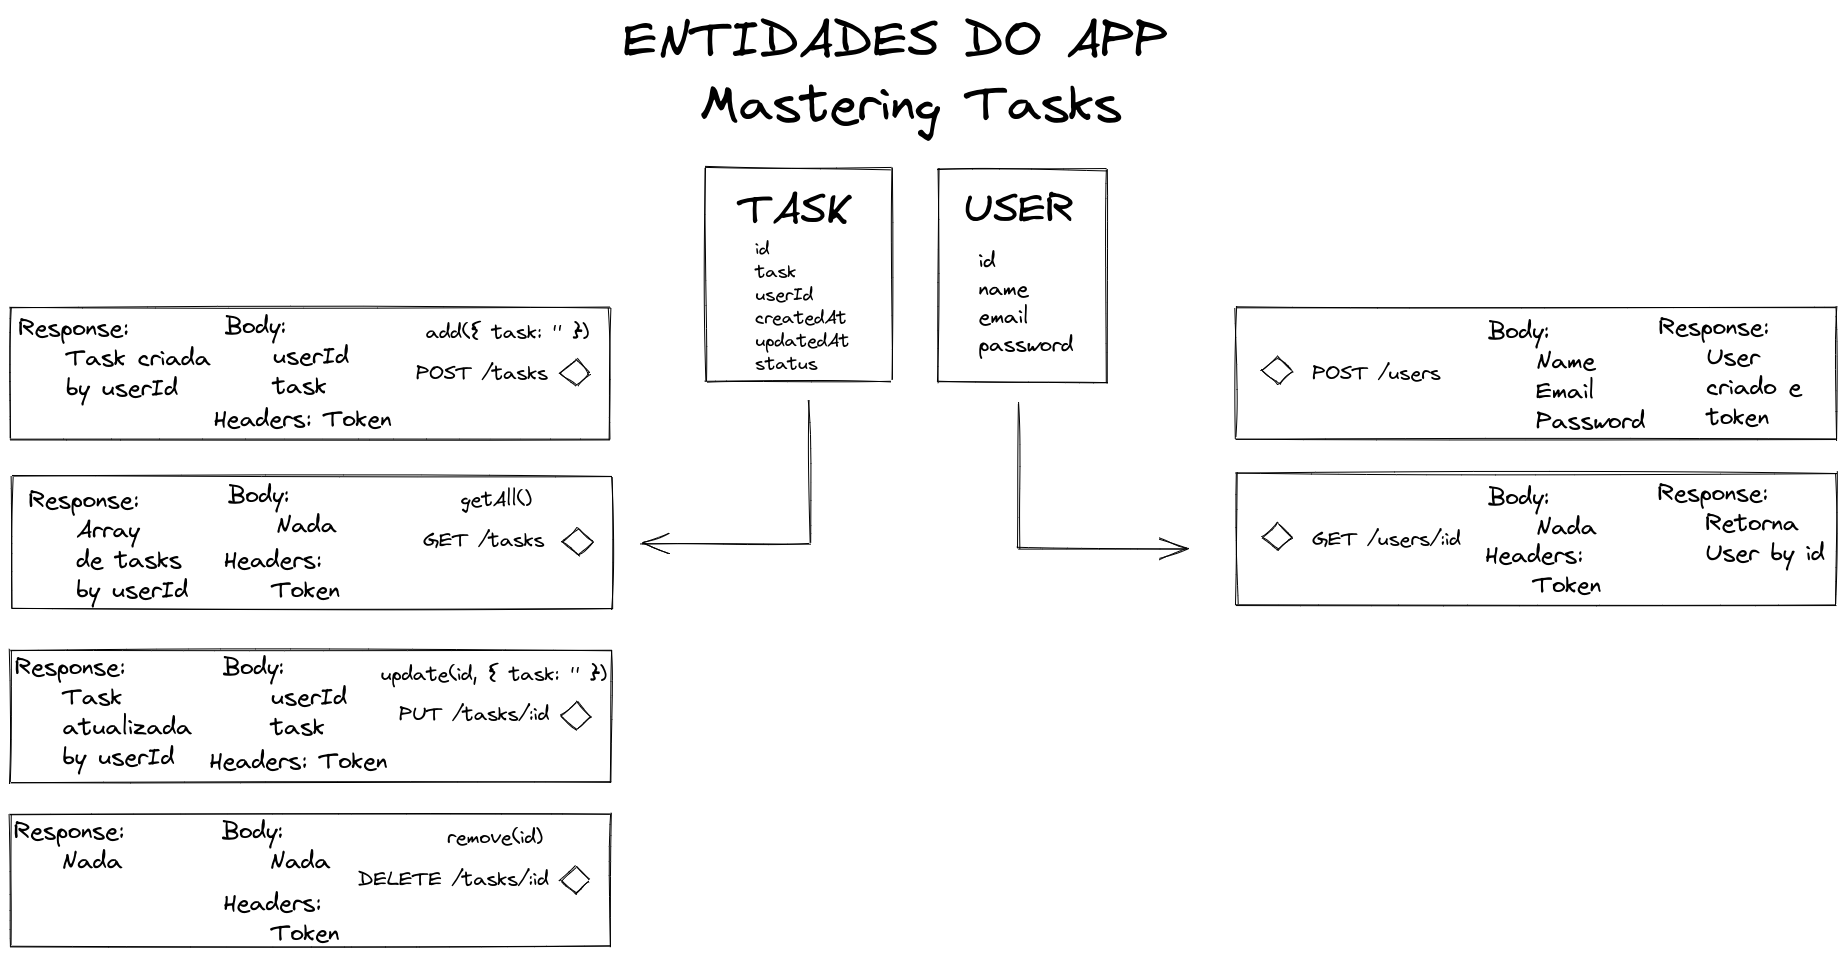 ENTIDADES DO APP
Mastering Tasks
TASK
id
task
userId
createdAt
updatedAt
status
USER
id
name
email
password
Response:
Task criada
by userId
Body:
userId
task
Headers: Token
add({ task: '' })
POST /tasks
Response:
Array
de tasks
by userId
Body:
Nada
Headers:
Token
getAll()
GET /tasks
Response:
Task
atualizada
by userId
Body:
userId
task
Headers: Token
update(id, { task: '' })
PUT /tasks/:id
Response:
Nada
Body:
Nada
Headers:
Token
remove(id)
DELETE /tasks/:id
POST /users
Body:
Name
Email
Password
Response:
User
criado e
token
GET /users/:id
Body:
Nada
Headers:
Token
Response:
Retorna
User by id